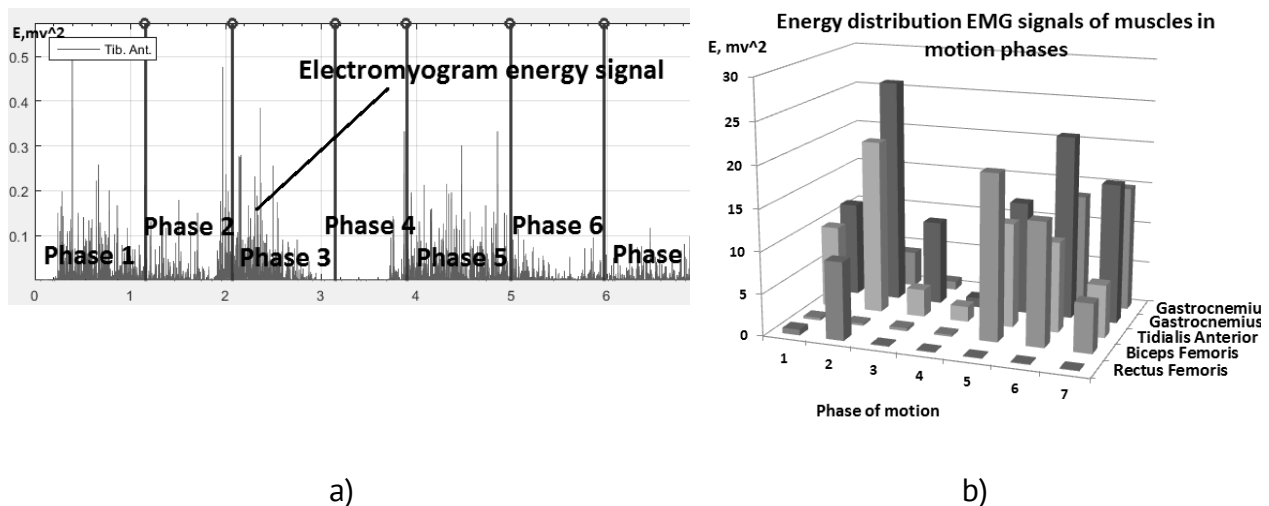 E,mv^2
Tib. Ant.
0.5
0.4
0.3
0.2
0.1
Electromyogram energy signal
Phase 1
Phase 2
Phase 3
Phase 4
Phase 5
Phase 6
Phase
0 1 2 3 4 5 6
a)
Energy distribution EMG signals of muscles in
motion phases
E, mv^2
30
25
20
15
10
5
0
1 2 3 4 5 6 7
Gastrocnemiu
Gastrocnemius
Tidialis Anterior
Biceps Femoris
Rectus Femoris
Phase of motion
b)